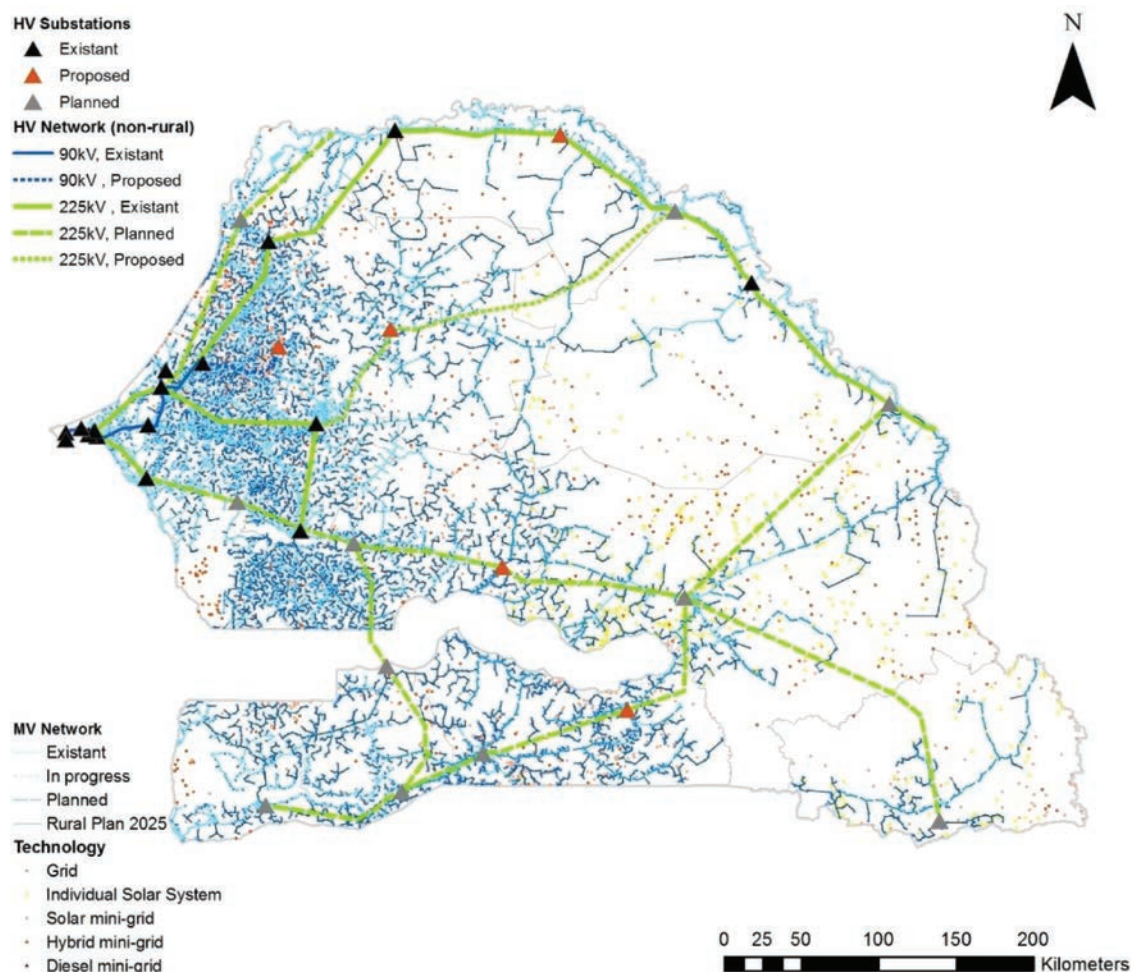 HV Substations
Existant
Proposed
Planned
HV Network (non-rural)
90kV, Existant
90kV , Proposed
225kV , Existant
225kV, Planned
225kV, Proposed
N
MV Network
Existant
In progress
Planned
Rural Plan 2025
Technology
Grid
Individual Solar System
Solar mini-grid
Hybrid mini-grid
Diesel mini-grid
0 25 50 100 150 200
Kilometers